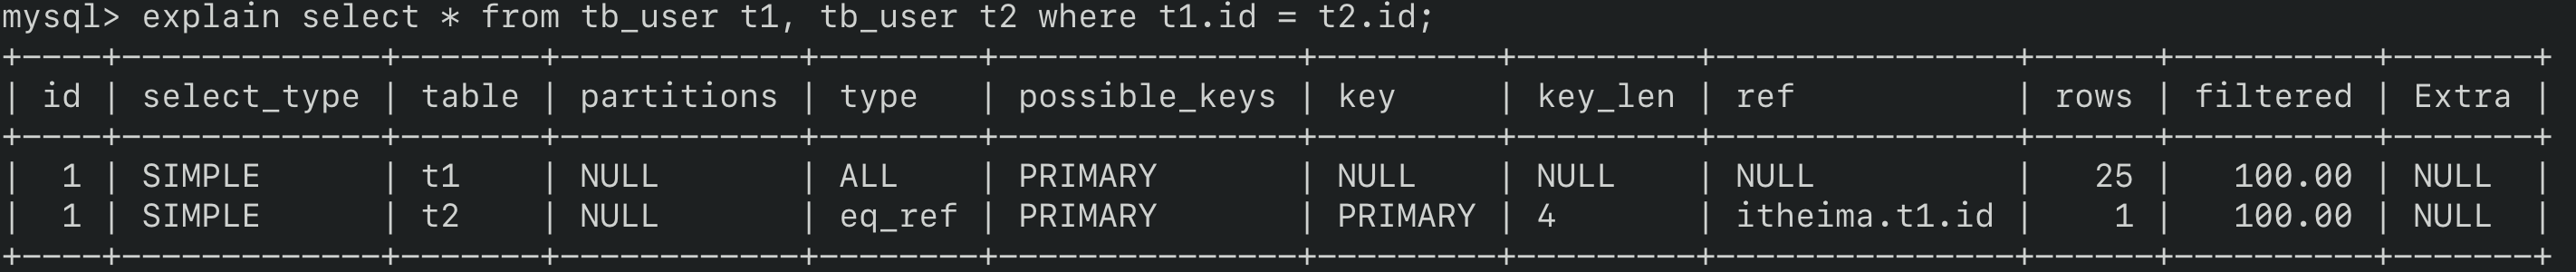 mysql> explain select * from tb_user t1, tb_user t2 where t1.id = t2.id;
+----+-------------+-------+------------+--------+---------------+---------+---------+---------------+------+----------+-------+
| id | select_type | table | partitions | type   | possible_keys | key     | key_len | ref           | rows | filtered | Extra |
+----+-------------+-------+------------+--------+---------------+---------+---------+---------------+------+----------+-------+
|  1 | SIMPLE      | t1    | NULL       | ALL    | PRIMARY       | NULL    | NULL    | NULL          |   25 |   100.00 | NULL  |
|  1 | SIMPLE      | t2    | NULL       | eq_ref | PRIMARY       | PRIMARY | 4       | itheima.t1.id |    1 |   100.00 | NULL  |
+----+-------------+-------+------------+--------+---------------+---------+---------+---------------+------+----------+-------+